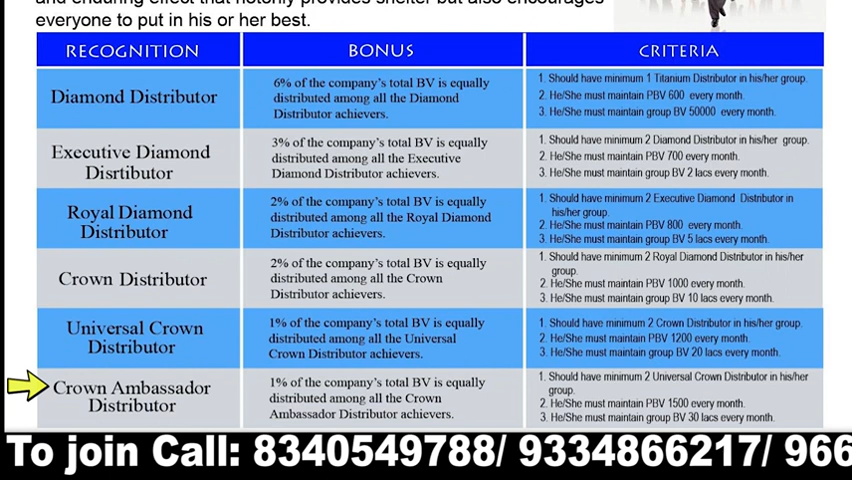 and enduring effect that notonly provides shelter but also encourages
everyone to put in his or her best.
RECOGNITION BONUS CRITERIA
Diamond Distributor
6% of the company's total BV is equally
distributed among all the Diamond
Distributor achievers.
1. Should have minimum 1 Titanium Distributor in his/her group.
2. He/She must maintain PBV 600 every month.
3. He/She must maintain group BV 50000 every month.
Executive Diamond
Disrtibutor
3% of the company's total BV is equally
distributed among all the Executive
Diamond Distributor achievers.
1. Should have minimum 2 Diamond Distributor in his/her group.
2. He/She must maintain PBV 700 every month.
3. He/She must maintain group BV 2 lacs every month.
Royal Diamond
Distributor
2% of the company's total BV is equally
distributed among all the Royal Diamond
Distributor achievers.
1. Should have minimum 2 Executive Diamond Distributor in
his/her group.
2. He/She must maintain PBV 800 every month.
3. He/She must maintain group BV 5 lacs every month.
Crown Distributor
2% of the company's total BV is equally
distributed among all the Crown
Distributor achievers.
1. Should have minimum 2 Royal Diamond Distributor in his/her
group.
2. He/She must maintain PBV 1000 every month.
3. He/She must maintain group BV 10 lacs every month.
Universal Crown
Distributor
1% of the company's total BV is equally
distributed among all the Universal
Crown Distributor achievers.
1. Should have minimum 2 Crown Distributor in his/her group.
2. He/She must maintain PBV 1200 every month.
3. He/She must maintain group BV 20 lacs every month.
Crown Ambassador
Distributor
1% of the company's total BV is equally
distributed among all the Crown
Ambassador Distributor achievers.
1. Should have minimum 2 Universal Crown Distributor in his/her
group.
2. He/She must maintain PBV 1500 every month.
3. He/She must maintain group BV 30 lacs every month.
To join Call: 8340549788/ 9334866217/ 966